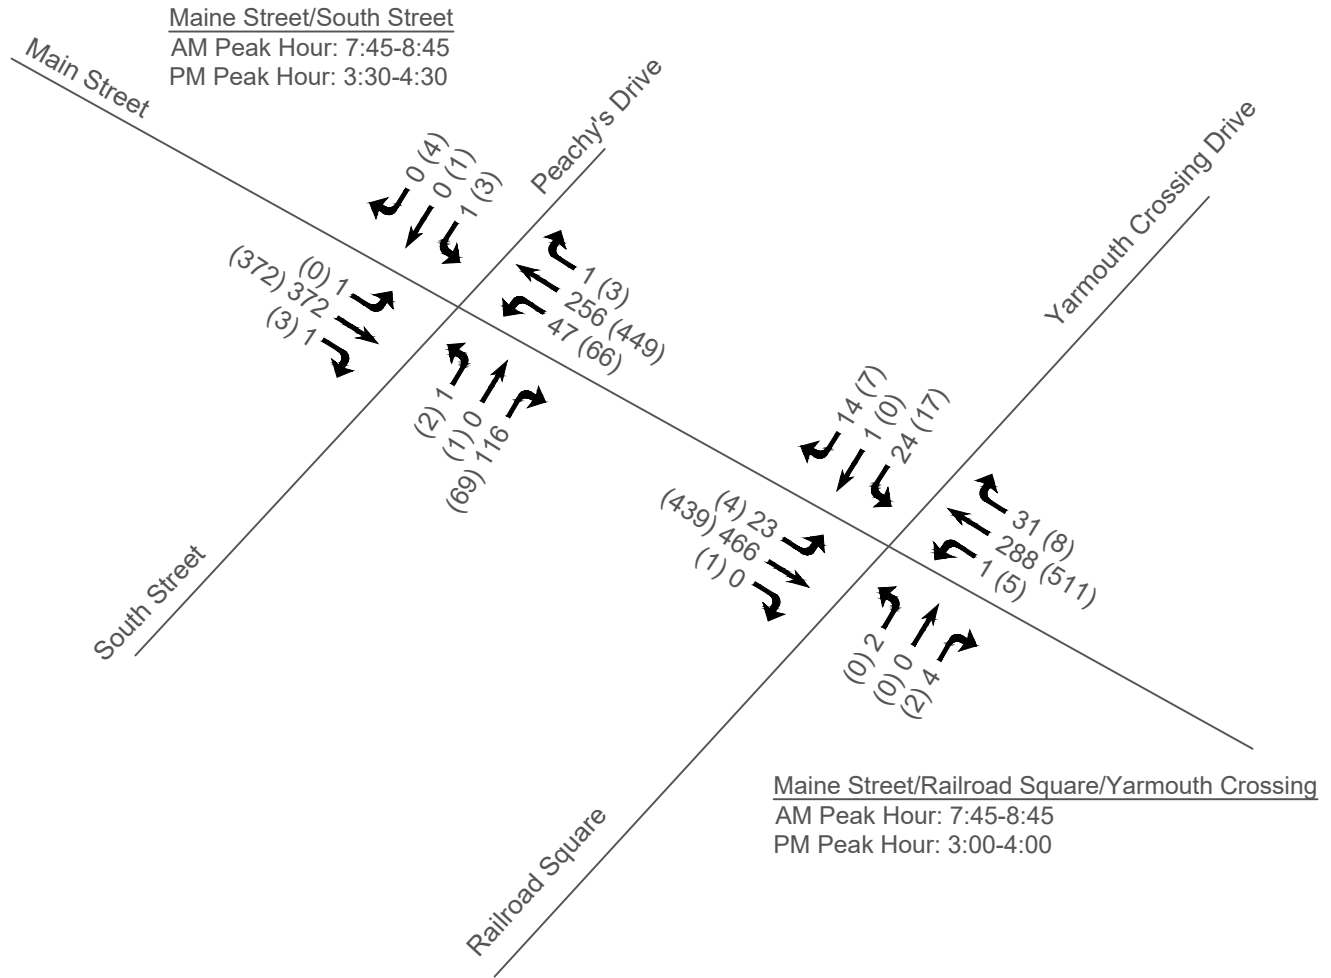 Maine Street/South Street
AM Peak Hour: 7:45-8:45
PM Peak Hour: 3:30-4:30
Main Street
Peachy's Drive
Yarmouth Crossing Drive
0 (4)
0 (1)
1 (3)
(0) 1
(372) 372
(3) 1
1 (3)
256 (449)
47 (66)
(2) 1
(1) 0
(69) 116
South Street
14 (7)
1 (0)
24 (17)
(4) 23
(439) 466
(1) 0
31 (8)
288 (511)
1 (5)
(0) 2
(0) 0
(2) 4
Railroad Square
Maine Street/Railroad Square/Yarmouth Crossing
AM Peak Hour: 7:45-8:45
PM Peak Hour: 3:00-4:00